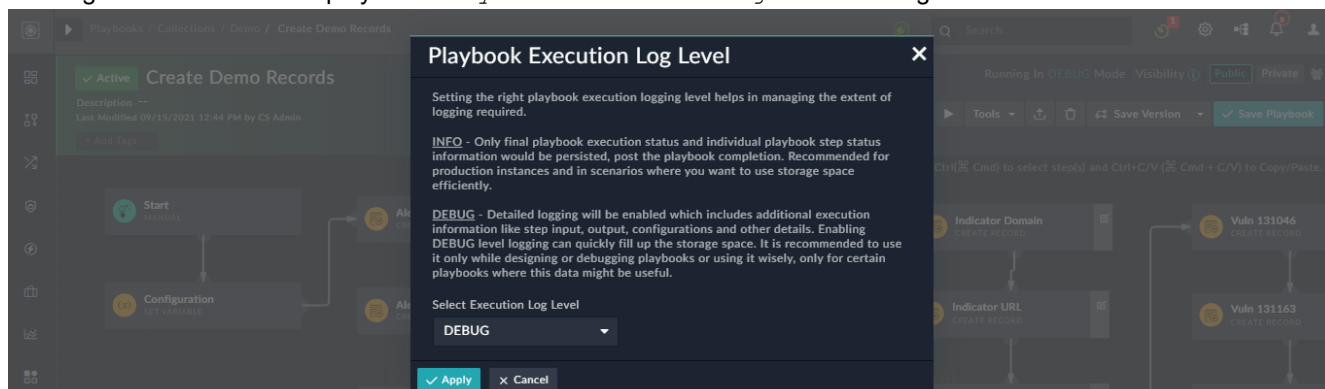 Playbooks / Collections / Demo / Create Demo Records
Search
Playbook Execution Log Level
Active Create Demo Records
Running In DEBUG Mode Visibility Public Private
Description --
Last Modified 09/15/2021 12:44 PM by CS Admin
+ Add Tags
Tools Save Version Save Playbook
Setting the right playbook execution logging level helps in managing the extent of
logging required.
INFO - Only final playbook execution status and individual playbook step status
information would be persisted, post the playbook completion. Recommended for
production instances and in scenarios where you want to use storage space
efficiently.
Ctrl(⌘ Cmd) to select step(s) and Ctrl+C/V (⌘ Cmd + C/V) to Copy/Paste.
DEBUG - Detailed logging will be enabled which includes additional execution
information like step input, output, configurations and other details. Enabling
DEBUG level logging can quickly fill up the storage space. It is recommended to use
it only while designing or debugging playbooks or using it wisely, only for certain
playbooks where this data might be useful.
Start
MANUAL
Indicator Domain
CREATE RECORD
Vuln 131046
CREATE RECORD
Select Execution Log Level
DEBUG
Configuration
SET VARIABLE
Indicator URL
CREATE RECORD
Vuln 131163
CREATE RECORD
Apply
Cancel